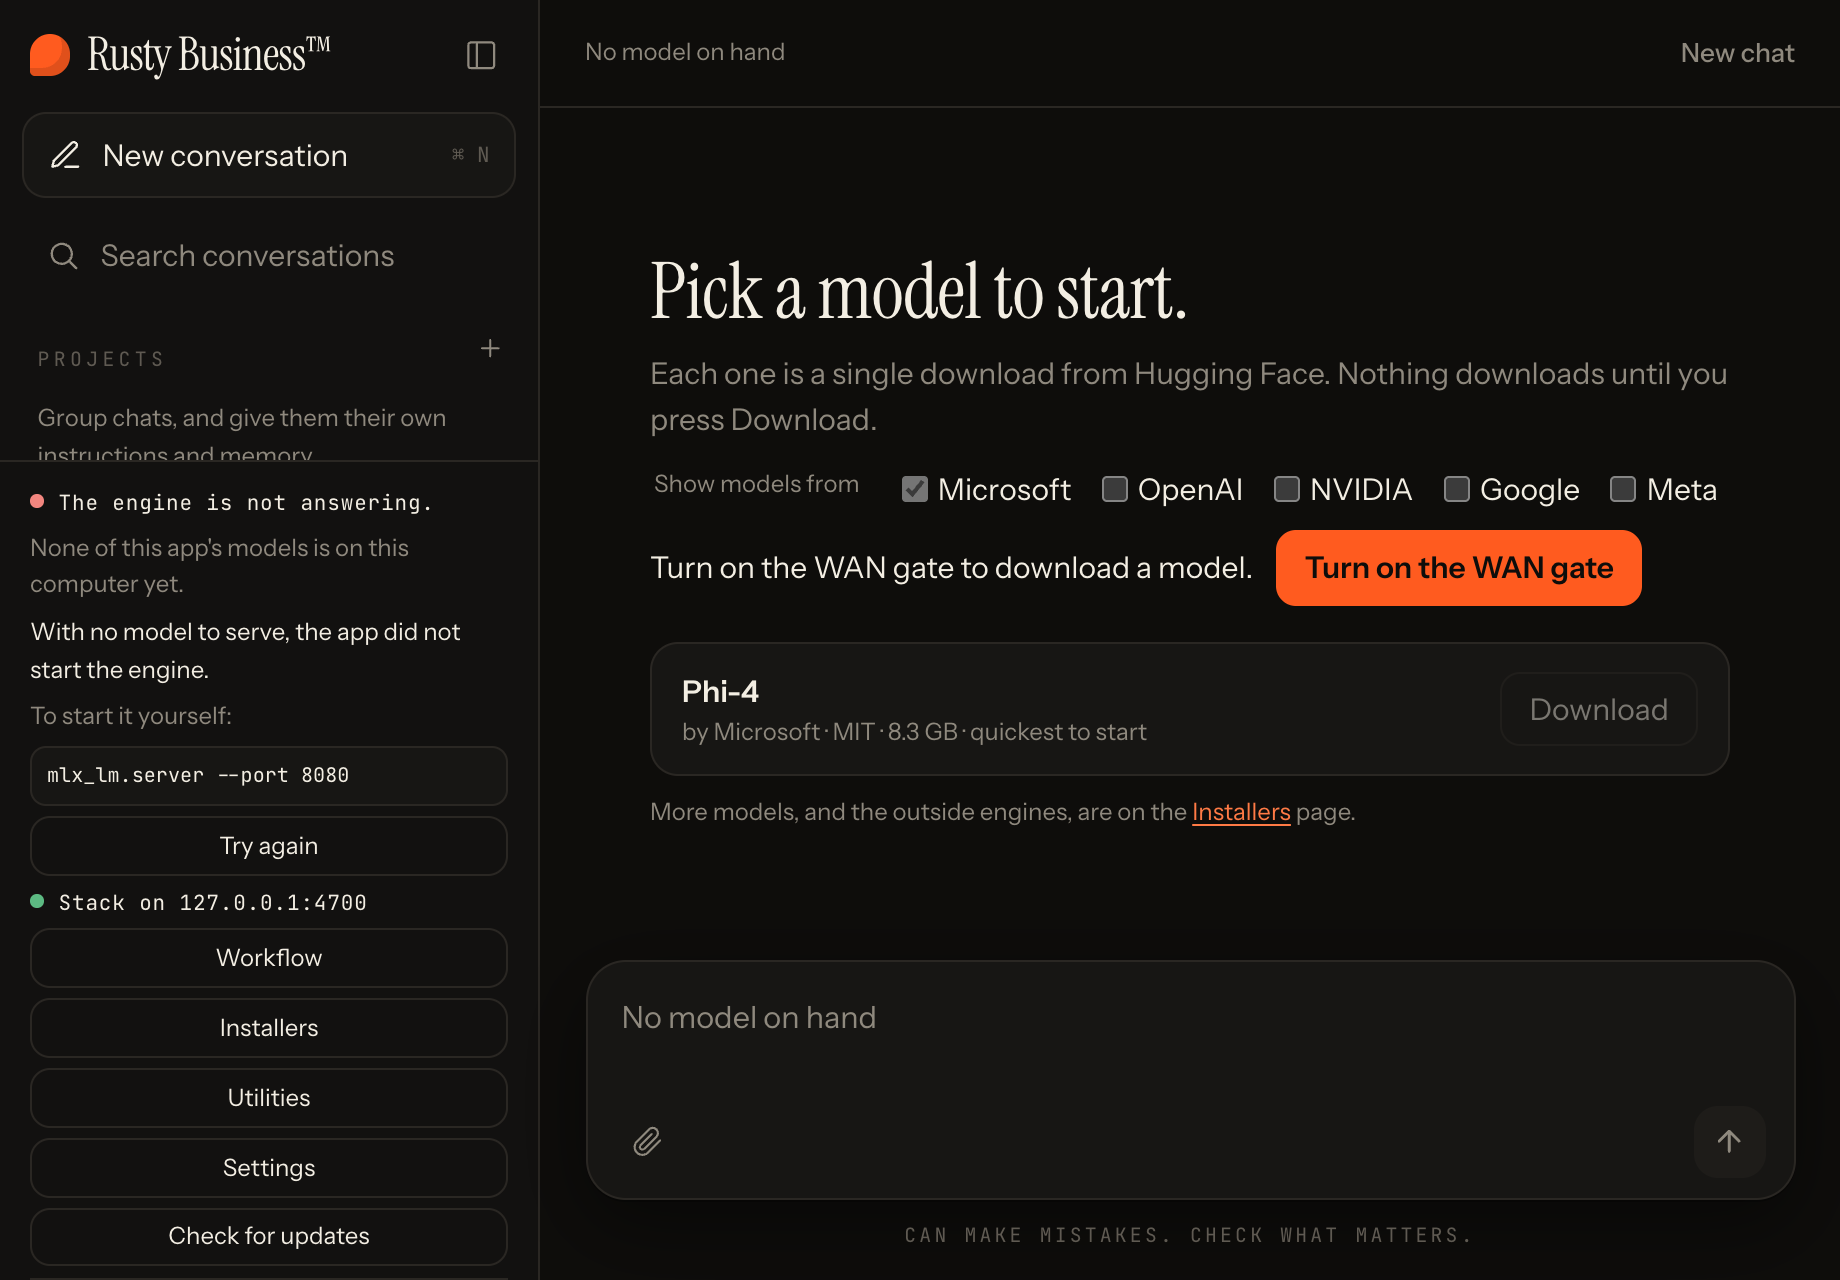 Rusty Business™
New conversation ⌘ N
Search conversations
PROJECTS
Group chats, and give them their own
instructions and memory
The engine is not answering.
None of this app's models is on this
computer yet.
With no model to serve, the app did not
start the engine.
To start it yourself:
mlx_lm.server --port 8080
Try again
Stack on 127.0.0.1:4700
Workflow
Installers
Utilities
Settings
Check for updates
No model on hand
New chat
Pick a model to start.
Each one is a single download from Hugging Face. Nothing downloads until you
press Download.
Show models from Microsoft OpenAI NVIDIA Google Meta
Turn on the WAN gate to download a model. Turn on the WAN gate
Phi-4
by Microsoft · MIT · 8.3 GB · quickest to start
Download
More models, and the outside engines, are on the Installers page.
No model on hand
CAN MAKE MISTAKES. CHECK WHAT MATTERS.